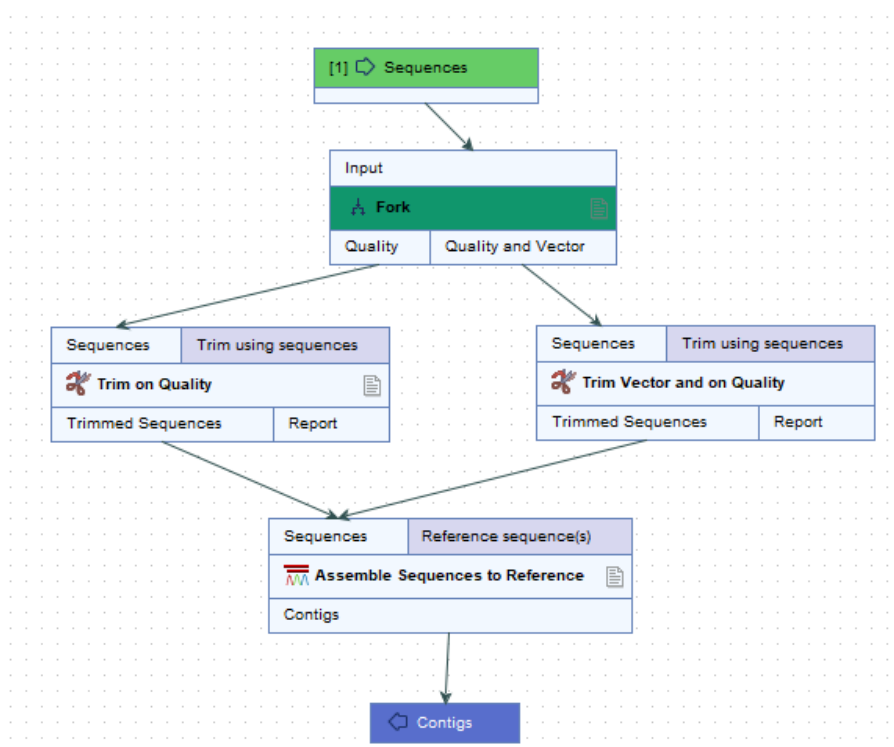 [1] Sequences
Input
Fork
Quality Quality and Vector
Sequences Trim using sequences
Trim on Quality
Trimmed Sequences Report
Sequences Trim using sequences
Trim Vector and on Quality
Trimmed Sequences Report
Sequences Reference sequence(s)
Assemble Sequences to Reference
Contigs
Contigs